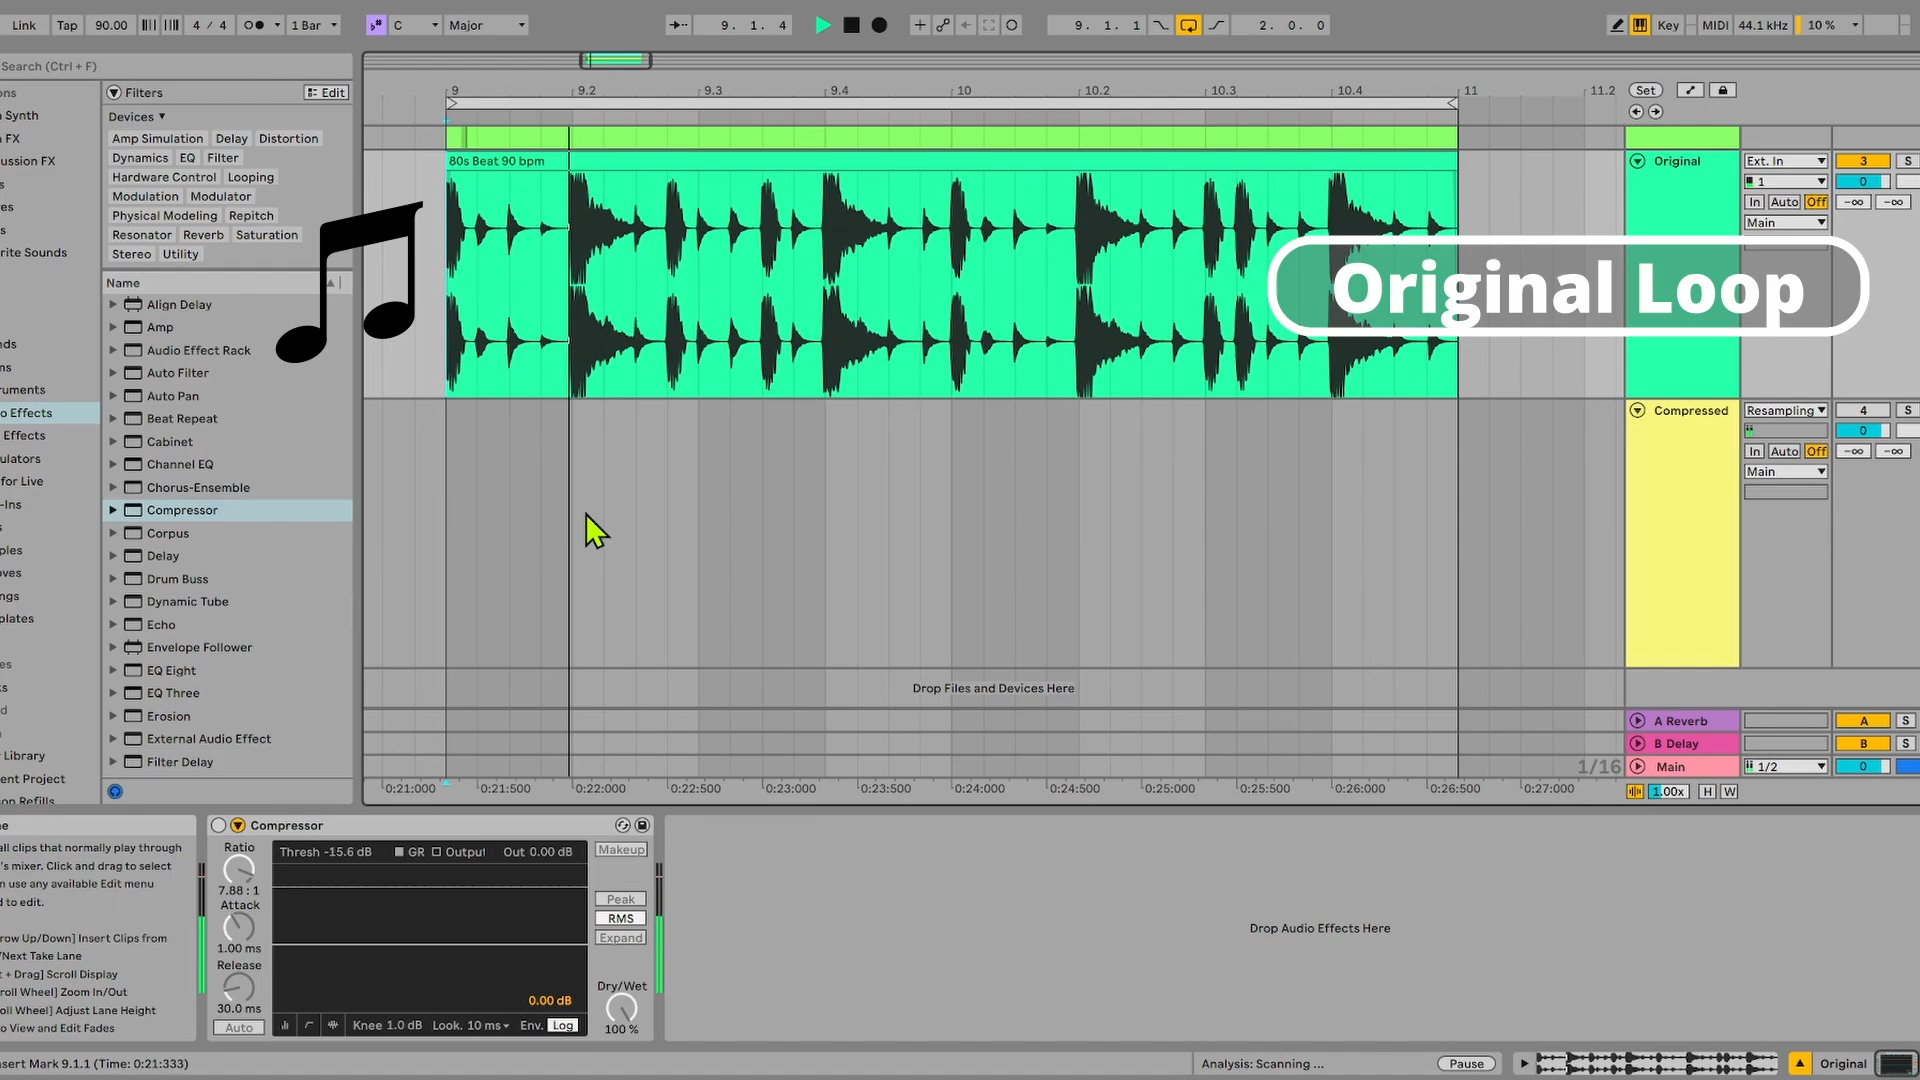 Link Tap 90.00 4 / 4 1 Bar C Major 9. 1. 4 9. 1. 1 2. 0. 0 Key MIDI 44.1 kHz 10 %
Search (Ctrl + F)
Filters Edit
Devices
Amp Simulation Delay Distortion
Dynamics EQ Filter
Hardware Control Looping
Modulation Modulator
Physical Modeling Repitch
Resonator Reverb Saturation
Stereo Utility
Name
Align Delay
Amp
Audio Effect Rack
Auto Filter
Auto Pan
Beat Repeat
Cabinet
Channel EQ
Chorus-Ensemble
Compressor
Corpus
Delay
Drum Buss
Dynamic Tube
Echo
Envelope Follower
EQ Eight
EQ Three
Erosion
External Audio Effect
Filter Delay
ons
Synth
FX
ussion FX
s
res
s
rite Sounds
ds
ns
ruments
o Effects
Effects
ulators
for Live
-Ins
s
ples
oves
ngs
plates
es
ks
d
Library
ent Project
son Refills
9 9.2 9.3 9.4 10 10.2 10.3 10.4 11 11.2
Set
80s Beat 90 bpm
Original Loop
Original Ext. In 3 S
1 0
In Auto Off -∞ -∞
Main
Compressed Resampling 4 S
0
In Auto Off -∞ -∞
Main
Drop Files and Devices Here
A Reverb A S
B Delay B S
1/16 Main 1/2 0
0:21:000 0:21:500 0:22:000 0:22:500 0:23:000 0:23:500 0:24:000 0:24:500 0:25:000 0:25:500 0:26:000 0:26:500 0:27:000
1.00x H W
e
all clips that normally play through
's mixer. Click and drag to select
n use any available Edit menu
d to edit.
row Up/Down] Insert Clips from
/Next Take Lane
t + Drag] Scroll Display
roll Wheel] Zoom In/Out
oll Wheel] Adjust Lane Height
o View and Edit Fades
Compressor
Ratio
7.88 : 1
Attack
1.00 ms
Release
30.0 ms
Auto
Thresh -15.6 dB GR Output Out 0.00 dB
0.00 dB
Knee 1.0 dB Look. 10 ms Env. Log
Makeup
Peak
RMS
Expand
Dry/Wet
100 %
Drop Audio Effects Here
nsert Mark 9.1.1 (Time: 0:21:333)
Analysis: Scanning ... Pause
Original